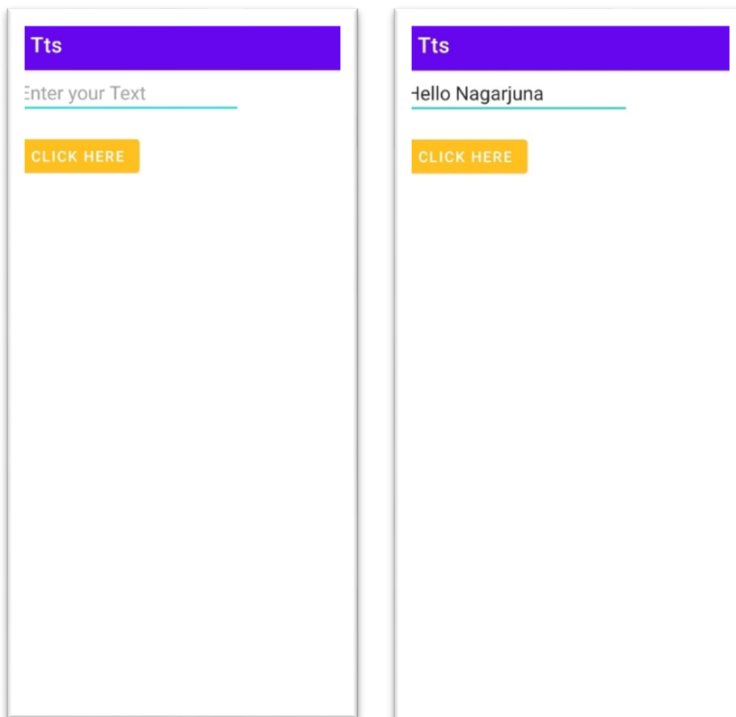 Tts
Enter your Text
CLICK HERE
Tts
Hello Nagarjuna
CLICK HERE